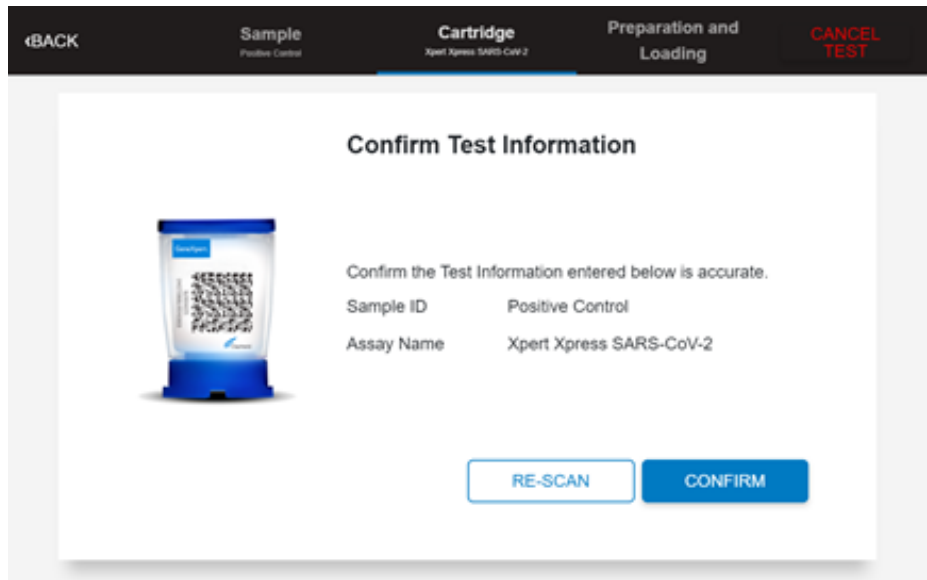 ‹BACK
Sample
Positive Control
Cartridge
Xpert Xpress SARS-CoV-2
Preparation and
Loading
CANCEL
TEST
Confirm Test Information
GeneXpert
Confirm the Test Information entered below is accurate.
Sample ID Positive Control
Assay Name Xpert Xpress SARS-CoV-2
RE-SCAN
CONFIRM